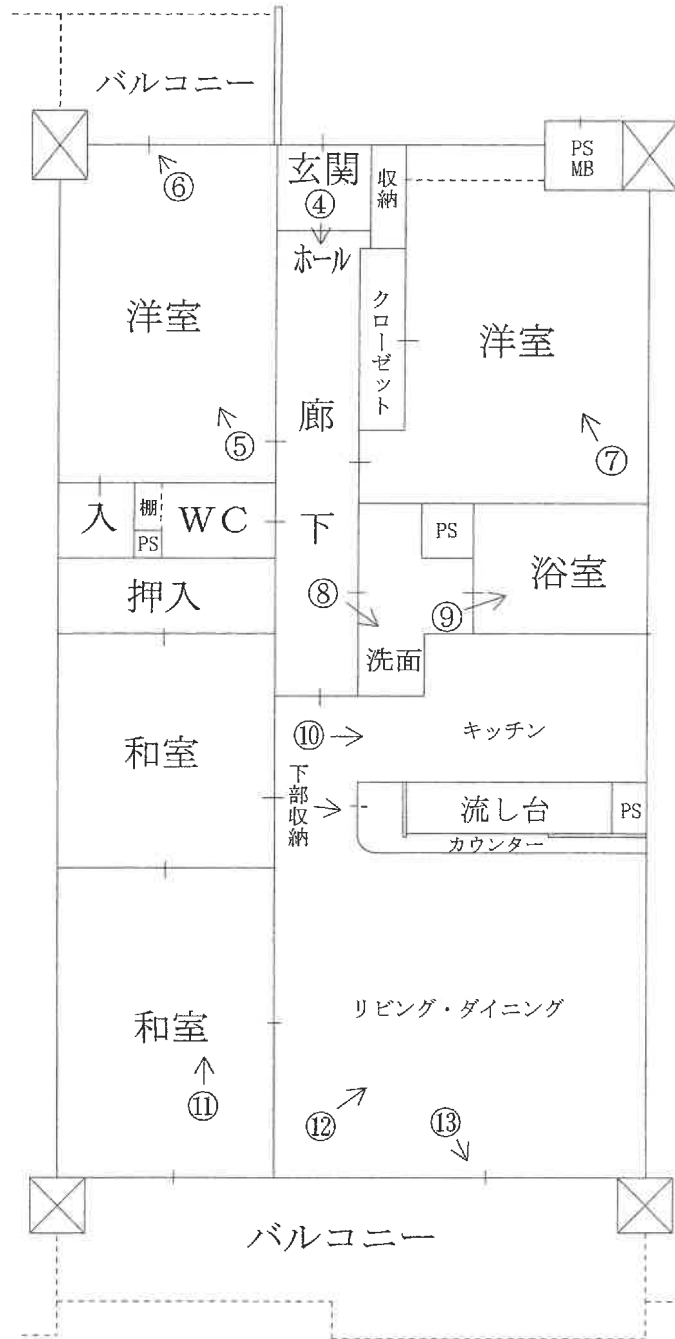 バルコニー
PS
MB
⑥
玄関
④
収納
ホール
洋室
クローゼット
洋室
廊下
⑤
⑦
入
棚
PS
WC
PS
浴室
押入
⑧
⑨
洗面
和室
⑩
キッチン
下部収納
流し台
PS
カウンター
和室
リビング・ダイニング
⑪
⑫
⑬
バルコニー